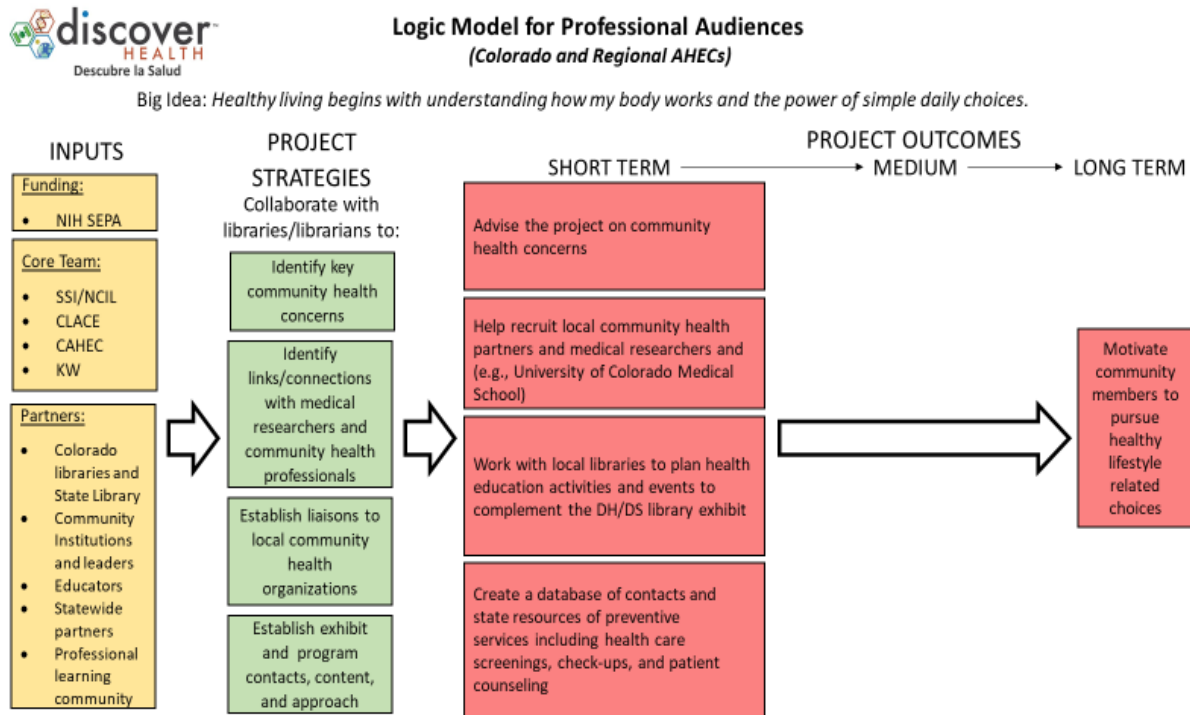 discover™
HEALTH
Descubre la Salud
Logic Model for Professional Audiences
(Colorado and Regional AHECs)
Big Idea: Healthy living begins with understanding how my body works and the power of simple daily choices.
INPUTS
Funding:
• NIH SEPA
Core Team:
• SSI/NCIL
• CLACE
• CAHEC
• KW
Partners:
• Colorado
libraries and
State Library
• Community
Institutions
and leaders
• Educators
• Statewide
partners
• Professional
learning
community
PROJECT
STRATEGIES
Collaborate with
libraries/librarians to:
Identify key
community health
concerns
Identify
links/connections
with medical
researchers and
community health
professionals
Establish liaisons to
local community
health
organizations
Establish exhibit
and program
contacts, content,
and approach
PROJECT OUTCOMES
SHORT TERM
MEDIUM
LONG TERM
Advise the project on community
health concerns
Help recruit local community health
partners and medical researchers and
(e.g., University of Colorado Medical
School)
Work with local libraries to plan health
education activities and events to
complement the DH/DS library exhibit
Create a database of contacts and
state resources of preventive
services including health care
screenings, check-ups, and patient
counseling
Motivate
community
members to
pursue
healthy
lifestyle
related
choices